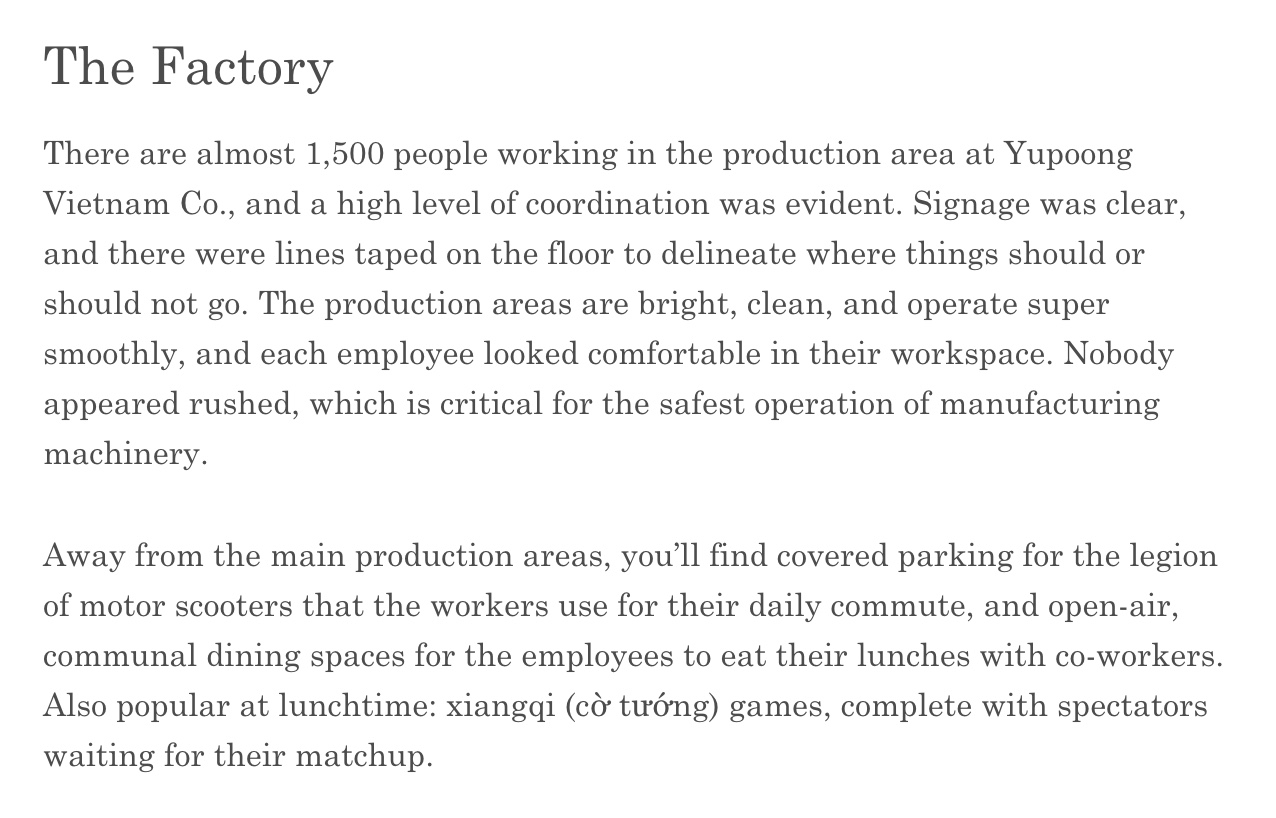 The Factory
There are almost 1,500 people working in the production area at Yupoong
Vietnam Co., and a high level of coordination was evident. Signage was clear,
and there were lines taped on the floor to delineate where things should or
should not go. The production areas are bright, clean, and operate super
smoothly, and each employee looked comfortable in their workspace. Nobody
appeared rushed, which is critical for the safest operation of manufacturing
machinery.
Away from the main production areas, you’ll find covered parking for the legion
of motor scooters that the workers use for their daily commute, and open-air,
communal dining spaces for the employees to eat their lunches with co-workers.
Also popular at lunchtime: xiangqi (cờ tướng) games, complete with spectators
waiting for their matchup.